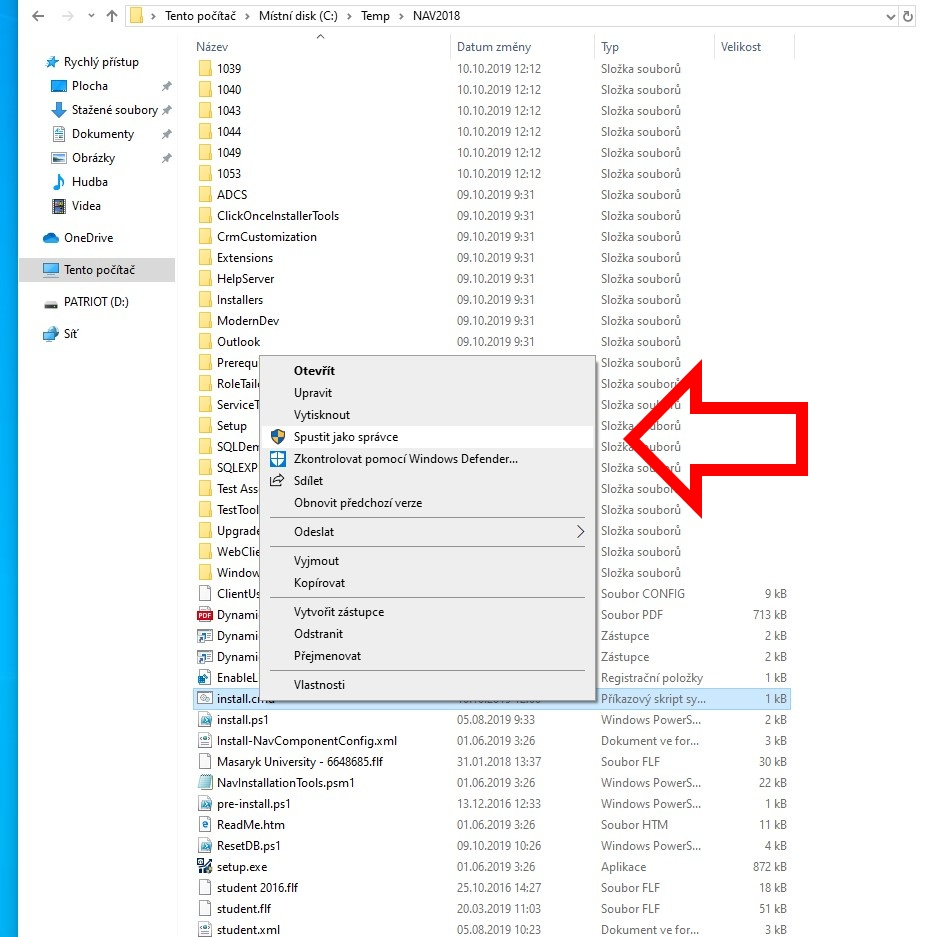 Tento počítač > Místní disk (C:) > Temp > NAV2018
Název Datum změny Typ Velikost
Rychlý přístup
Plocha
Stažené soubory
Dokumenty
Obrázky
Hudba
Videa
OneDrive
Tento počítač
PATRIOT (D:)
Síť
1039 10.10.2019 12:12 Složka souborů
1040 10.10.2019 12:12 Složka souborů
1043 10.10.2019 12:12 Složka souborů
1044 10.10.2019 12:12 Složka souborů
1049 10.10.2019 12:12 Složka souborů
1053 10.10.2019 12:12 Složka souborů
ADCS 09.10.2019 9:31 Složka souborů
ClickOnceInstallerTools 09.10.2019 9:31 Složka souborů
CrmCustomization 09.10.2019 9:31 Složka souborů
Extensions 09.10.2019 9:31 Složka souborů
HelpServer 09.10.2019 9:31 Složka souborů
Installers 09.10.2019 9:31 Složka souborů
ModernDev 09.10.2019 9:31 Složka souborů
Outlook 09.10.2019 9:31 Složka souborů
Prerequ Složka souborů
RoleTail Složka souborů
ServiceT Složka
Setup Složka
SQLDem Složka
SQLEXP Složka souborů
Test Ass Složka souborů
TestTool Složka souborů
Upgrade Složka souborů
WebClie Složka souborů
Window Složka souborů
ClientUs Soubor CONFIG 9 kB
Dynami Soubor PDF 713 kB
Dynami Zástupce 2 kB
Dynami Zástupce 2 kB
EnableL Registrační položky 1 kB
install.cmd Příkazový skript sy... 1 kB
install.ps1 05.08.2019 9:33 Windows PowerS... 2 kB
Install-NavComponentConfig.xml 01.06.2019 3:26 Dokument ve for... 3 kB
Masaryk University - 6648685.flf 31.01.2018 13:37 Soubor FLF 30 kB
NavInstallationTools.psm1 01.06.2019 3:26 Windows PowerS... 22 kB
pre-install.ps1 13.12.2016 12:33 Windows PowerS... 1 kB
ReadMe.htm 01.06.2019 3:26 Soubor HTM 11 kB
ResetDB.ps1 09.10.2019 10:26 Windows PowerS... 4 kB
setup.exe 01.06.2019 3:26 Aplikace 872 kB
student 2016.flf 25.10.2016 14:27 Soubor FLF 18 kB
student.flf 20.03.2019 11:03 Soubor FLF 51 kB
student.xml 05.08.2019 10:23 Dokument ve for... 3 kB
Otevřít
Upravit
Vytisknout
Spustit jako správce
Zkontrolovat pomocí Windows Defender...
Sdílet
Obnovit předchozí verze
Odeslat
Vyjmout
Kopírovat
Vytvořit zástupce
Odstranit
Přejmenovat
Vlastnosti